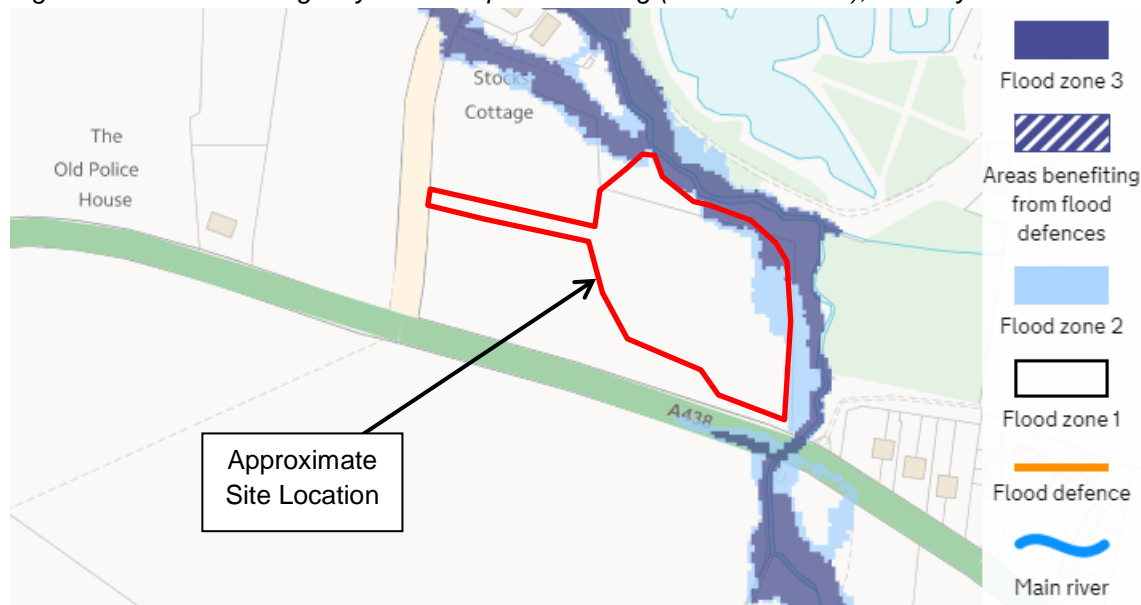 Stocks
Cottage
The
Old Police
House
A438
Approximate
Site Location
Flood zone 3
Areas benefiting
from flood
defences
Flood zone 2
Flood zone 1
Flood defence
Main river